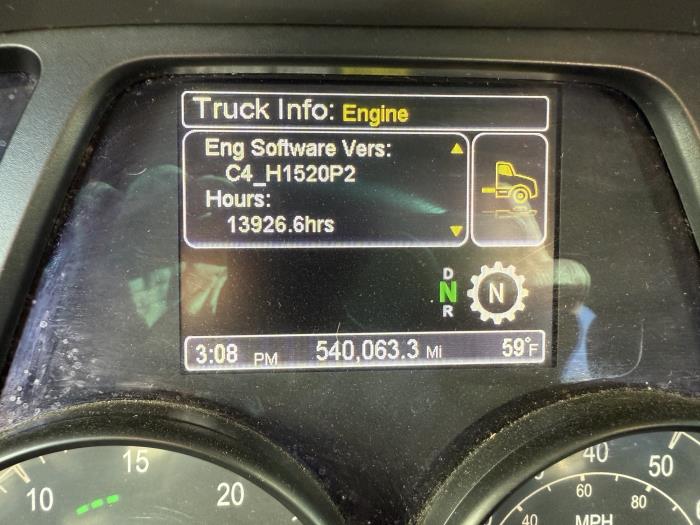 Truck Info: Engine
Eng Software Vers:
C4_H1520P2
Hours:
13926.6hrs
D
N
R
N
3:08 PM 540,063.3 Mi 59°F
10 15 20
40 50
40 60 80
MPH